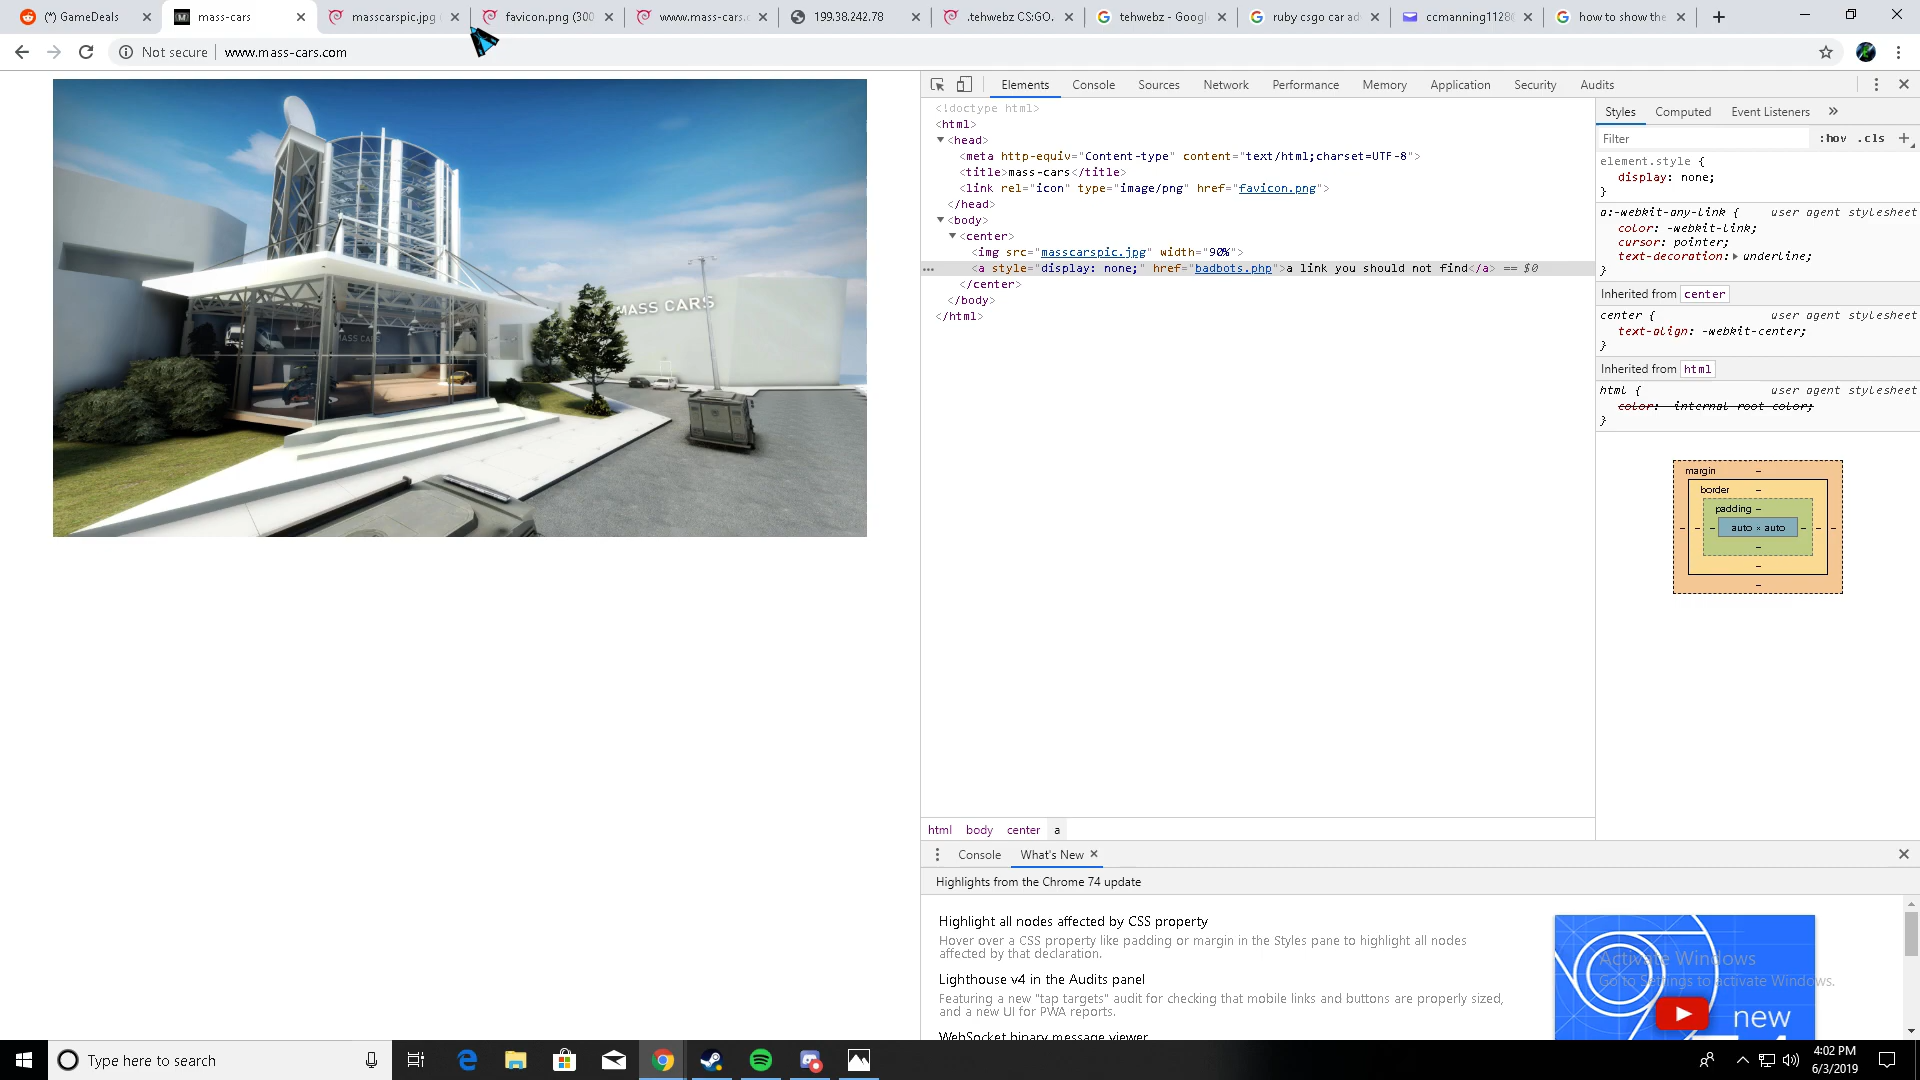 (*) GameDeals
mass-cars
masscarspic.jpg
favicon.png (300
www.mass-cars.c
199.38.242.78
.tehwebz CS:GO.
tehwebz - Googl
ruby csgo car ad
ccmanning1128
how to show the
Not secure
www.mass-cars.com
MASS CARS
MASS CARS
Elements
Console
Sources
Network
Performance
Memory
Application
Security
Audits
<!doctype html>
<html>
<head>
<meta http-equiv="Content-type" content="text/html;charset=UTF-8">
<title>mass-cars</title>
<link rel="icon" type="image/png" href="favicon.png">
</head>
<body>
<center>
<img src="masscarspic.jpg" width="90%">
<a style="display: none;" href="badbots.php">a link you should not find</a> == $0
</center>
</body>
</html>
html body center a
Styles Computed Event Listeners »
Filter :hov .cls +
element.style {
display: none;
}
a:-webkit-any-link { user agent stylesheet
color: -webkit-link;
cursor: pointer;
text-decoration: underline;
}
Inherited from center
center { user agent stylesheet
text-align: -webkit-center;
}
Inherited from html
html { user agent stylesheet
color: -internal-root-color;
}
margin –
border –
padding –
auto × auto
–
–
–
Console What's New
Highlights from the Chrome 74 update
Highlight all nodes affected by CSS property
Hover over a CSS property like padding or margin in the Styles pane to highlight all nodes
affected by that declaration.
Lighthouse v4 in the Audits panel
Featuring a new "tap targets" audit for checking that mobile links and buttons are properly sized,
and a new UI for PWA reports.
WebSocket binary message viewer
new
Activate Windows
Go to Settings to activate Windows.
Type here to search
4:02 PM
6/3/2019